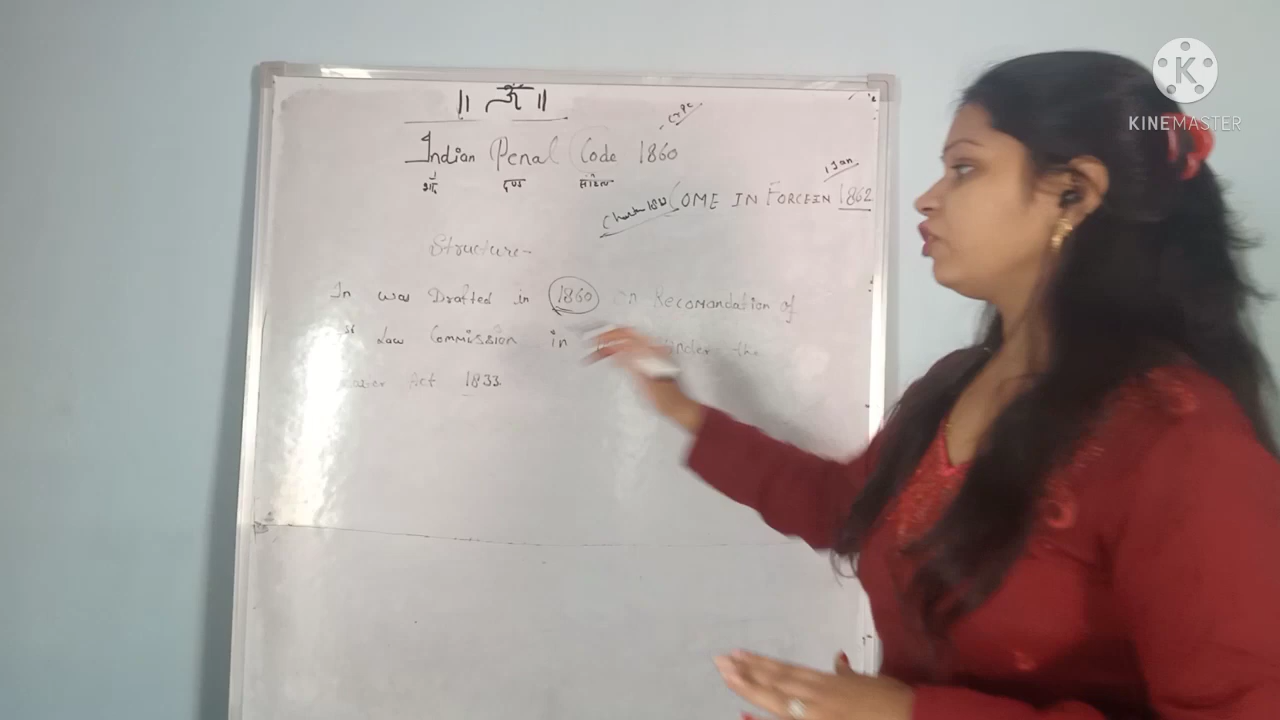 ॥ ॐ ॥
Indian Penal Code 1860
दण्ड
1 Jan
COME IN FORCE IN 1862
Structure-
In was Drafted in 1860 on Recomandation of
Law Commission in Under the
Act 1833.
K
KINEMASTER